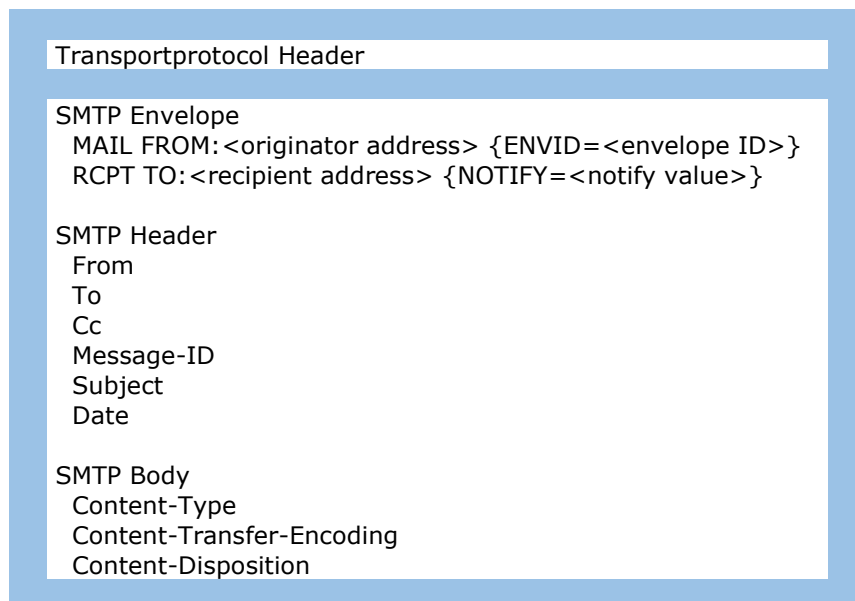 Transportprotocol Header
SMTP Envelope
MAIL FROM:<originator address> {ENVID=<envelope ID>}
RCPT TO:<recipient address> {NOTIFY=<notify value>}
SMTP Header
From
To
Cc
Message-ID
Subject
Date
SMTP Body
Content-Type
Content-Transfer-Encoding
Content-Disposition